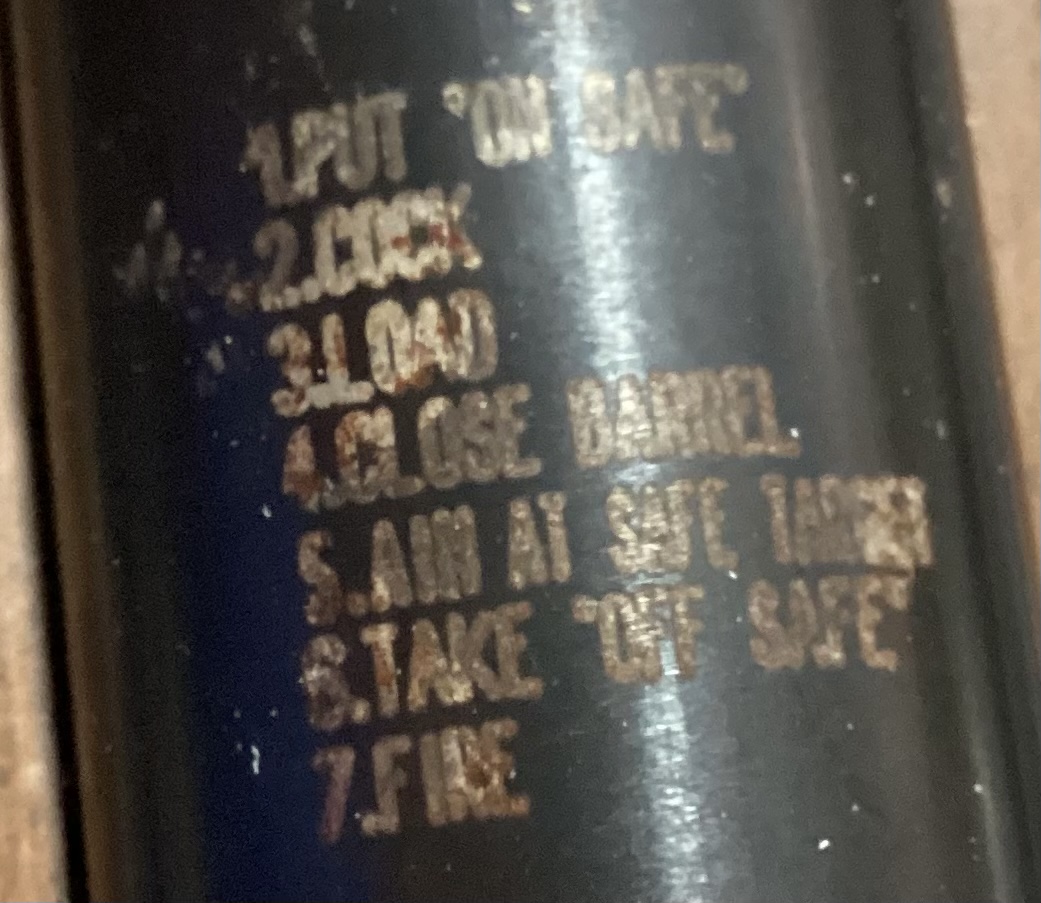 1.PUT "ON SAFE"
2.COCK
3.LOAD
4.CLOSE BARREL
5.AIM AT SAFE TARGET
6.TAKE "OFF SAFE"
7.FIRE